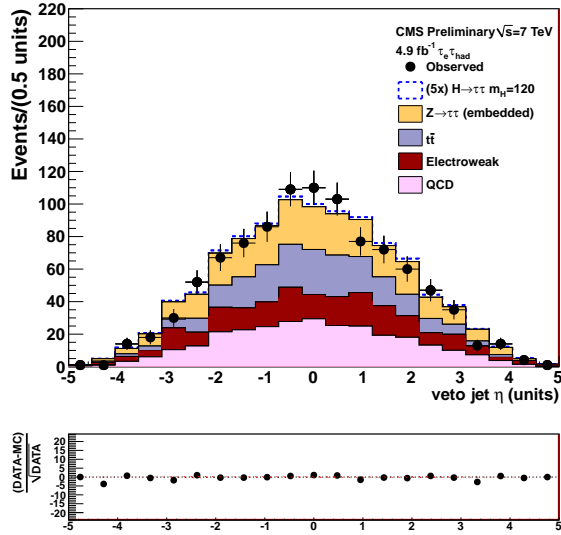 CMS Preliminary √s=7 TeV
4.9 fb⁻¹ τₑ τhad
Observed
(5x) H→ττ mH=120
Z→ττ (embedded)
tt̄
Electroweak
QCD
Events/(0.5 units)
220
200
180
160
140
120
100
80
60
40
20
0
-5 -4 -3 -2 -1 0 1 2 3 4 5
veto jet η (units)
(DATA-MC)
√DATA
20
15
10
5
0
-5
-10
-15
-20
-5 -4 -3 -2 -1 0 1 2 3 4 5